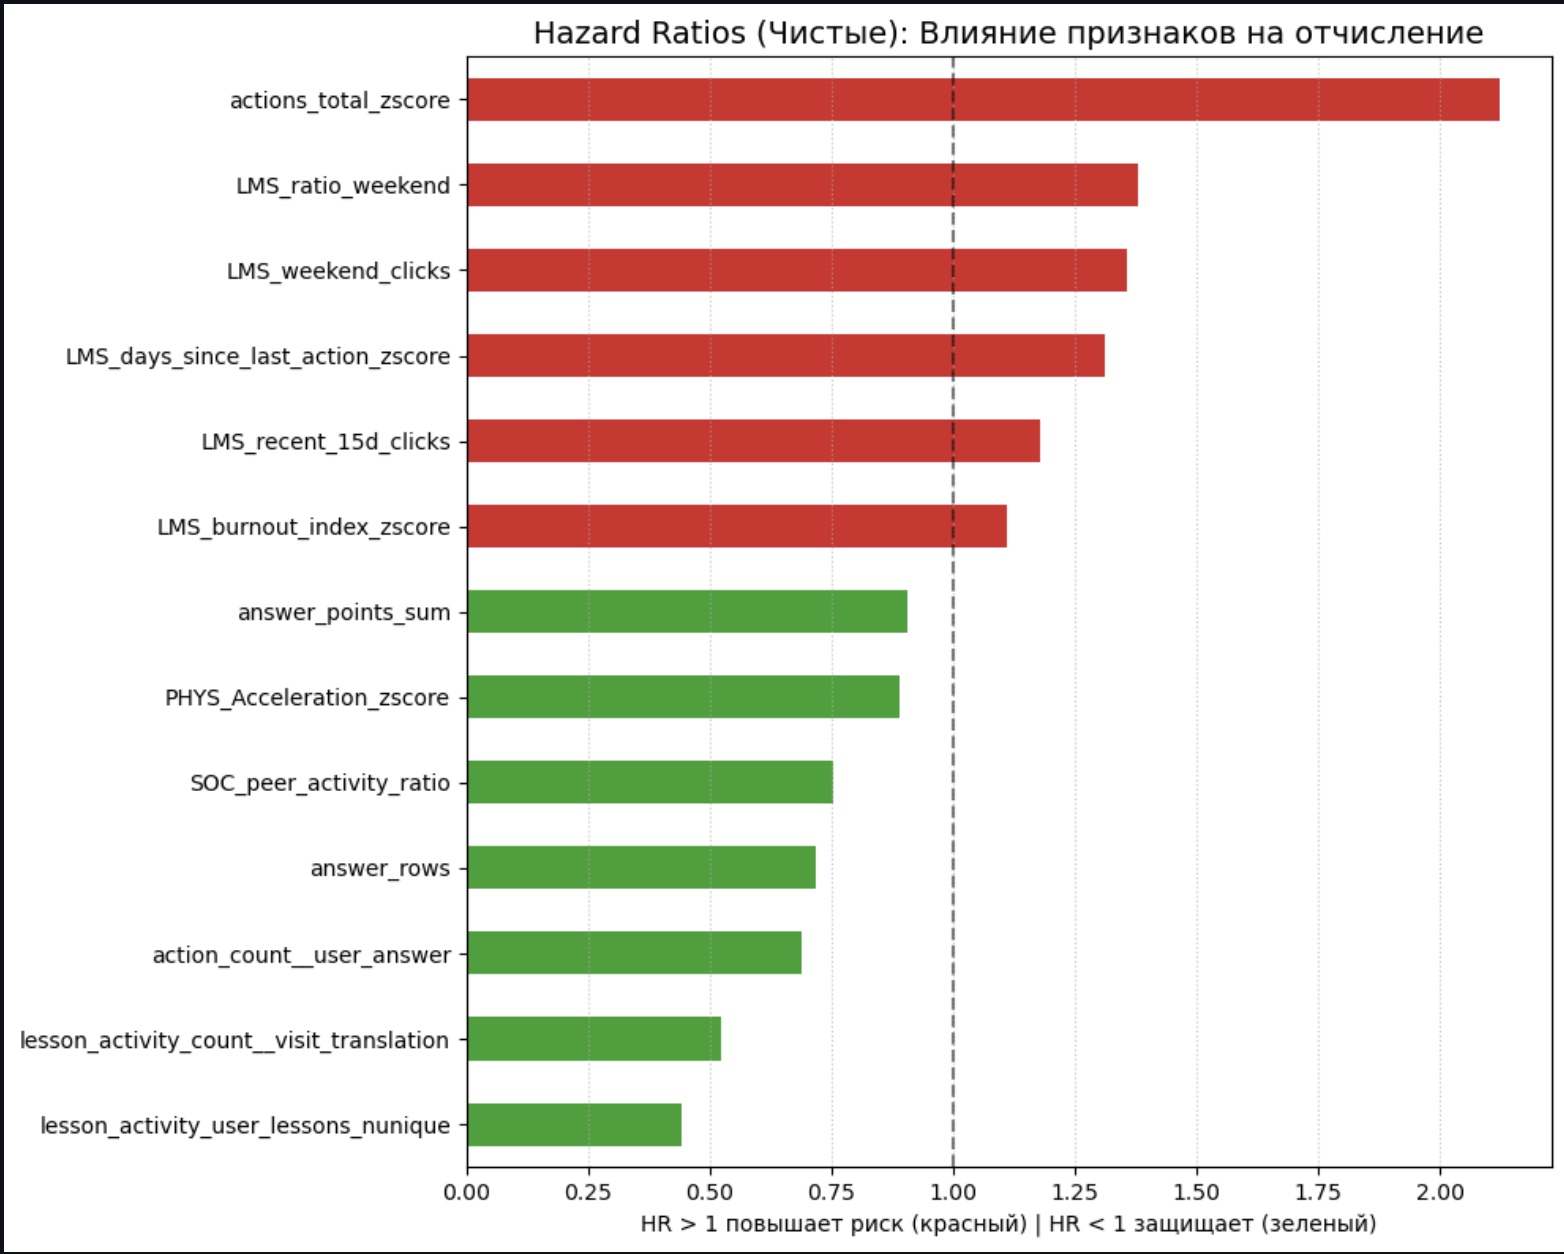 Hazard Ratios (Чистые): Влияние признаков на отчисление
actions_total_zscore
LMS_ratio_weekend
LMS_weekend_clicks
LMS_days_since_last_action_zscore
LMS_recent_15d_clicks
LMS_burnout_index_zscore
answer_points_sum
PHYS_Acceleration_zscore
SOC_peer_activity_ratio
answer_rows
action_count__user_answer
lesson_activity_count__visit_translation
lesson_activity_user_lessons_nunique
0.00 0.25 0.50 0.75 1.00 1.25 1.50 1.75 2.00
HR > 1 повышает риск (красный) | HR < 1 защищает (зеленый)